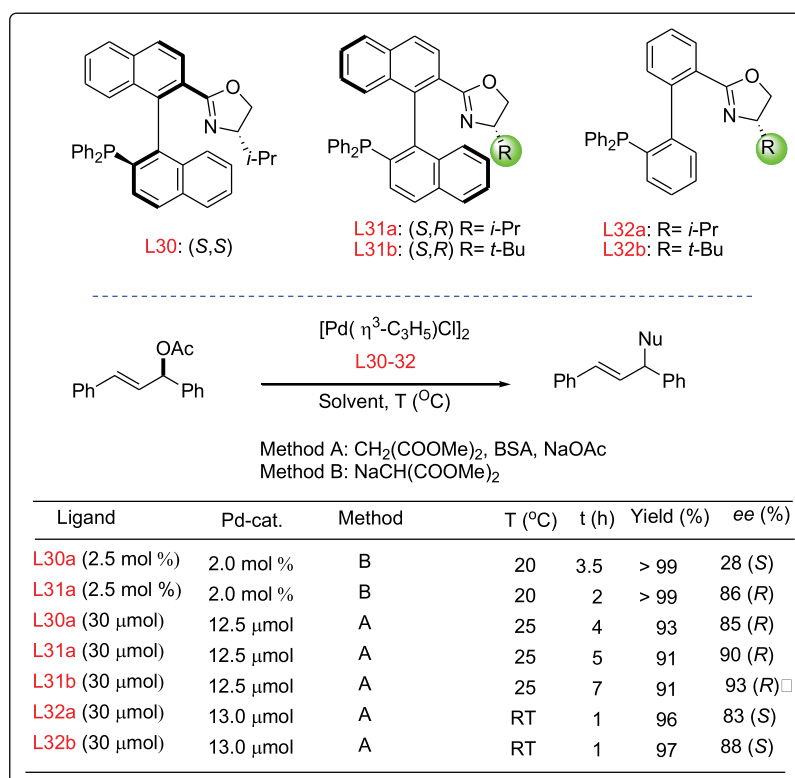 O
N
Ph2P
i-Pr
L30: (S,S)
O
N
Ph2P
R
L31a: (S,R) R= i-Pr
L31b: (S,R) R= t-Bu
O
N
Ph2P
R
L32a: R= i-Pr
L32b: R= t-Bu
OAc
Ph
Ph
[Pd( η3-C3H5)Cl]2
L30-32
Solvent, T (OC)
Nu
Ph
Ph
Method A: CH2(COOMe)2, BSA, NaOAc
Method B: NaCH(COOMe)2
Ligand Pd-cat. Method T (oC) t (h) Yield (%) ee (%)
L30a (2.5 mol %) 2.0 mol % B 20 3.5 > 99 28 (S)
L31a (2.5 mol %) 2.0 mol % B 20 2 > 99 86 (R)
L30a (30 μmol) 12.5 μmol A 25 4 93 85 (R)
L31a (30 μmol) 12.5 μmol A 25 5 91 90 (R)
L31b (30 μmol) 12.5 μmol A 25 7 91 93 (R)□
L32a (30 μmol) 13.0 μmol A RT 1 96 83 (S)
L32b (30 μmol) 13.0 μmol A RT 1 97 88 (S)